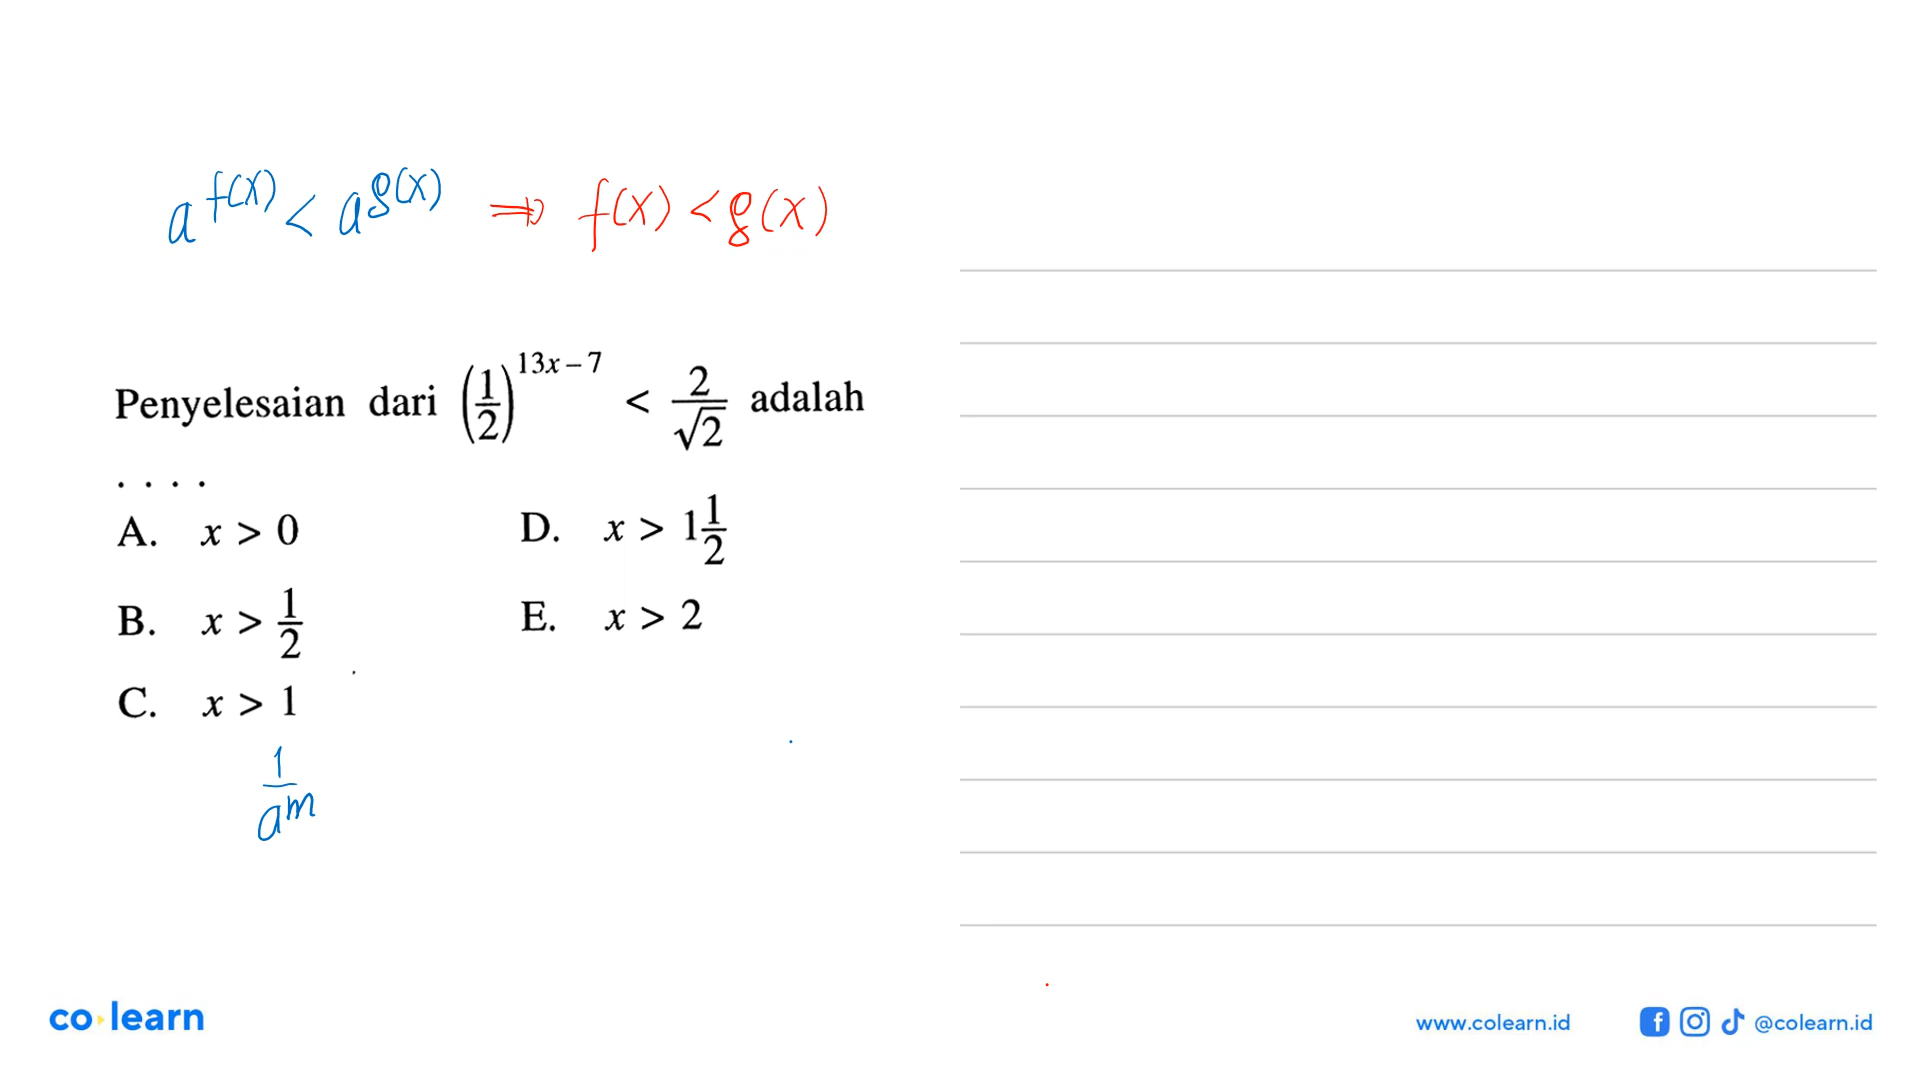 a^f(x) < a^g(x) ⇒ f(x) < g(x)
Penyelesaian dari (1/2)^(13x – 7) < 2/√2 adalah
. . . .
A. x > 0
B. x > 1/2
C. x > 1
D. x > 1 1/2
E. x > 2
1/a^m
co learn
www.colearn.id
@colearn.id